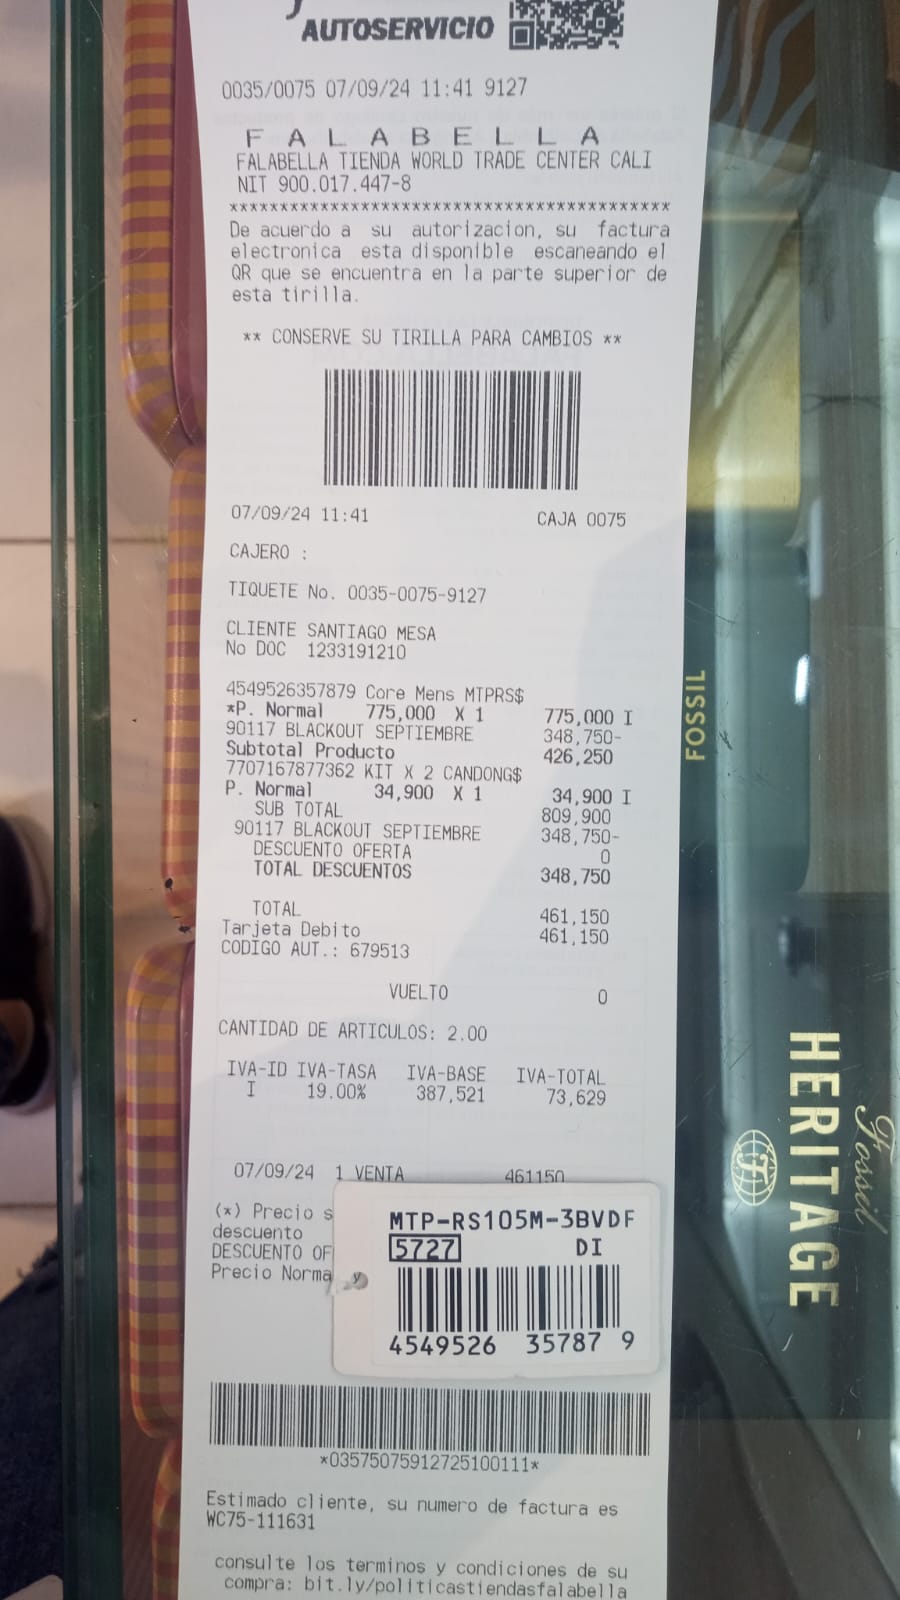 AUTOSERVICIO
0035/0075 07/09/24 11:41 9127
F A L A B E L L A
FALABELLA TIENDA WORLD TRADE CENTER CALI
NIT 900.017.447-8
********************************************
De acuerdo a su autorizacion, su factura
electronica esta disponible escaneando el
QR que se encuentra en la parte superior de
esta tirilla.
** CONSERVE SU TIRILLA PARA CAMBIOS **
07/09/24 11:41 CAJA 0075
CAJERO :
TIQUETE No. 0035-0075-9127
CLIENTE SANTIAGO MESA
No DOC 1233191210
4549526357879 Core Mens MTPRS$
*P. Normal 775,000 X 1 775,000 I
90117 BLACKOUT SEPTIEMBRE 348,750-
Subtotal Producto 426,250
7707167877362 KIT X 2 CANDONG$
P. Normal 34,900 X 1 34,900 I
SUB TOTAL 809,900
90117 BLACKOUT SEPTIEMBRE 348,750-
DESCUENTO OFERTA 0
TOTAL DESCUENTOS 348,750
TOTAL 461,150
Tarjeta Debito 461,150
CODIGO AUT.: 679513
VUELTO 0
CANTIDAD DE ARTICULOS: 2.00
IVA-ID IVA-TASA IVA-BASE IVA-TOTAL
I 19.00% 387,521 73,629
07/09/24 1 VENTA 461150
(*) Precio s
descuento
DESCUENTO OF
Precio Norma
MTP-RS105M-3BVDF
5727 DI
4549526 35787 9
*03575075912725100111*
Estimado cliente, su numero de factura es
WC75-111631
consulte los terminos y condiciones de su
compra: bit.ly/politicastiendasfalabella
FOSSIL
HERITAGE
Fossil